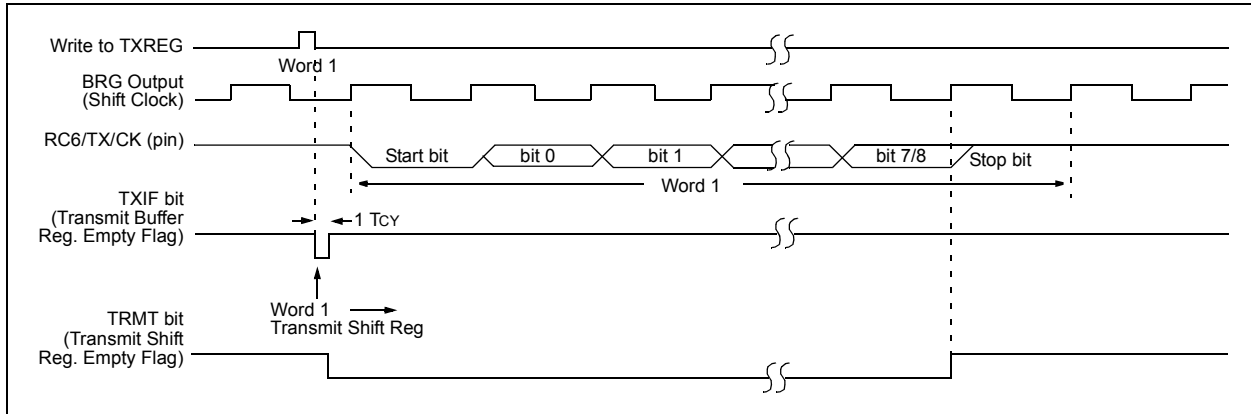 Write to TXREG
Word 1
BRG Output
(Shift Clock)
RC6/TX/CK (pin)
Start bit
bit 0
bit 1
bit 7/8
Stop bit
Word 1
TXIF bit
(Transmit Buffer
Reg. Empty Flag)
1 TCY
Word 1
Transmit Shift Reg
TRMT bit
(Transmit Shift
Reg. Empty Flag)